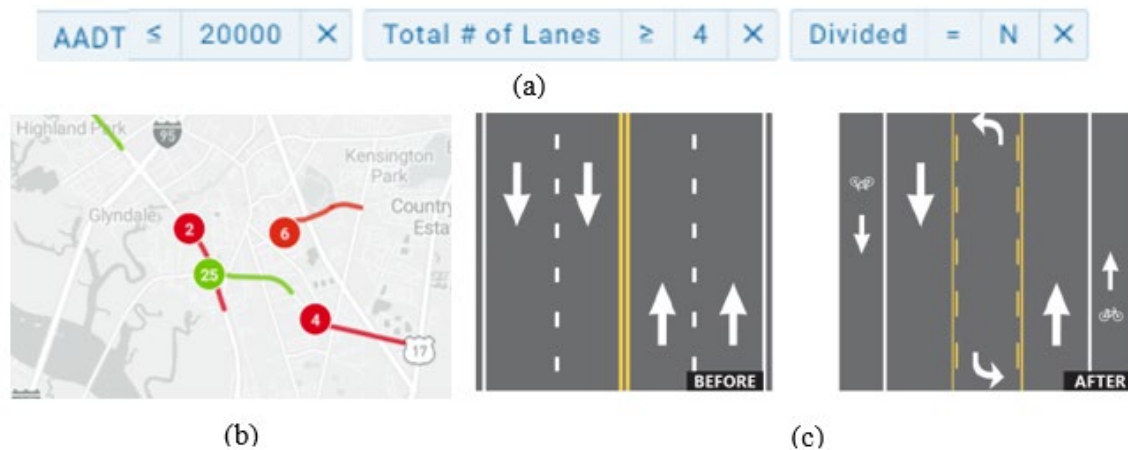 AADT ≤ 20000 × Total # of Lanes ≥ 4 × Divided = N ×
(a)
Highland Park
95
Kensington
Park
Glyndale
2
6
Country
Esta
25
4
17
BEFORE
AFTER
(b)
(c)